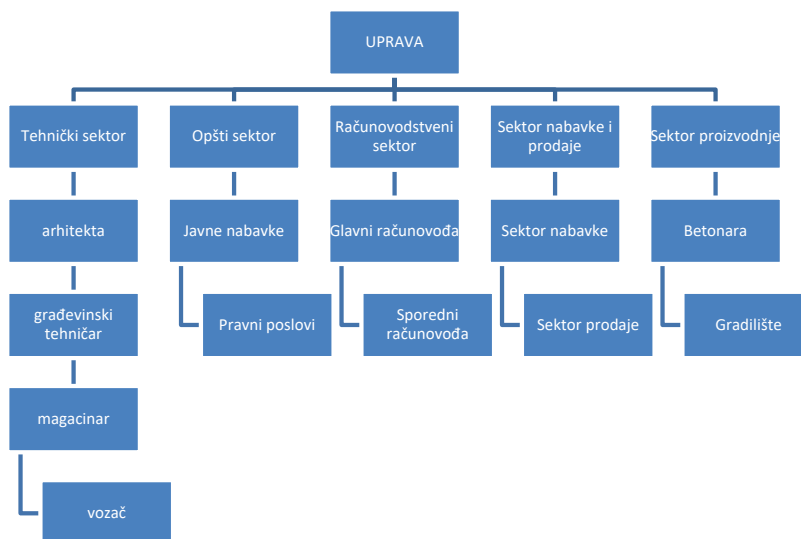 UPRAVA
Tehnički sektor
Opšti sektor
Računovodstveni
sektor
Sektor nabavke i
prodaje
Sektor proizvodnje
arhitekta
Javne nabavke
Glavni računovođa
Sektor nabavke
Betonara
građevinski
tehničar
Pravni poslovi
Sporedni
računovođa
Sektor prodaje
Gradilište
magacinar
vozač